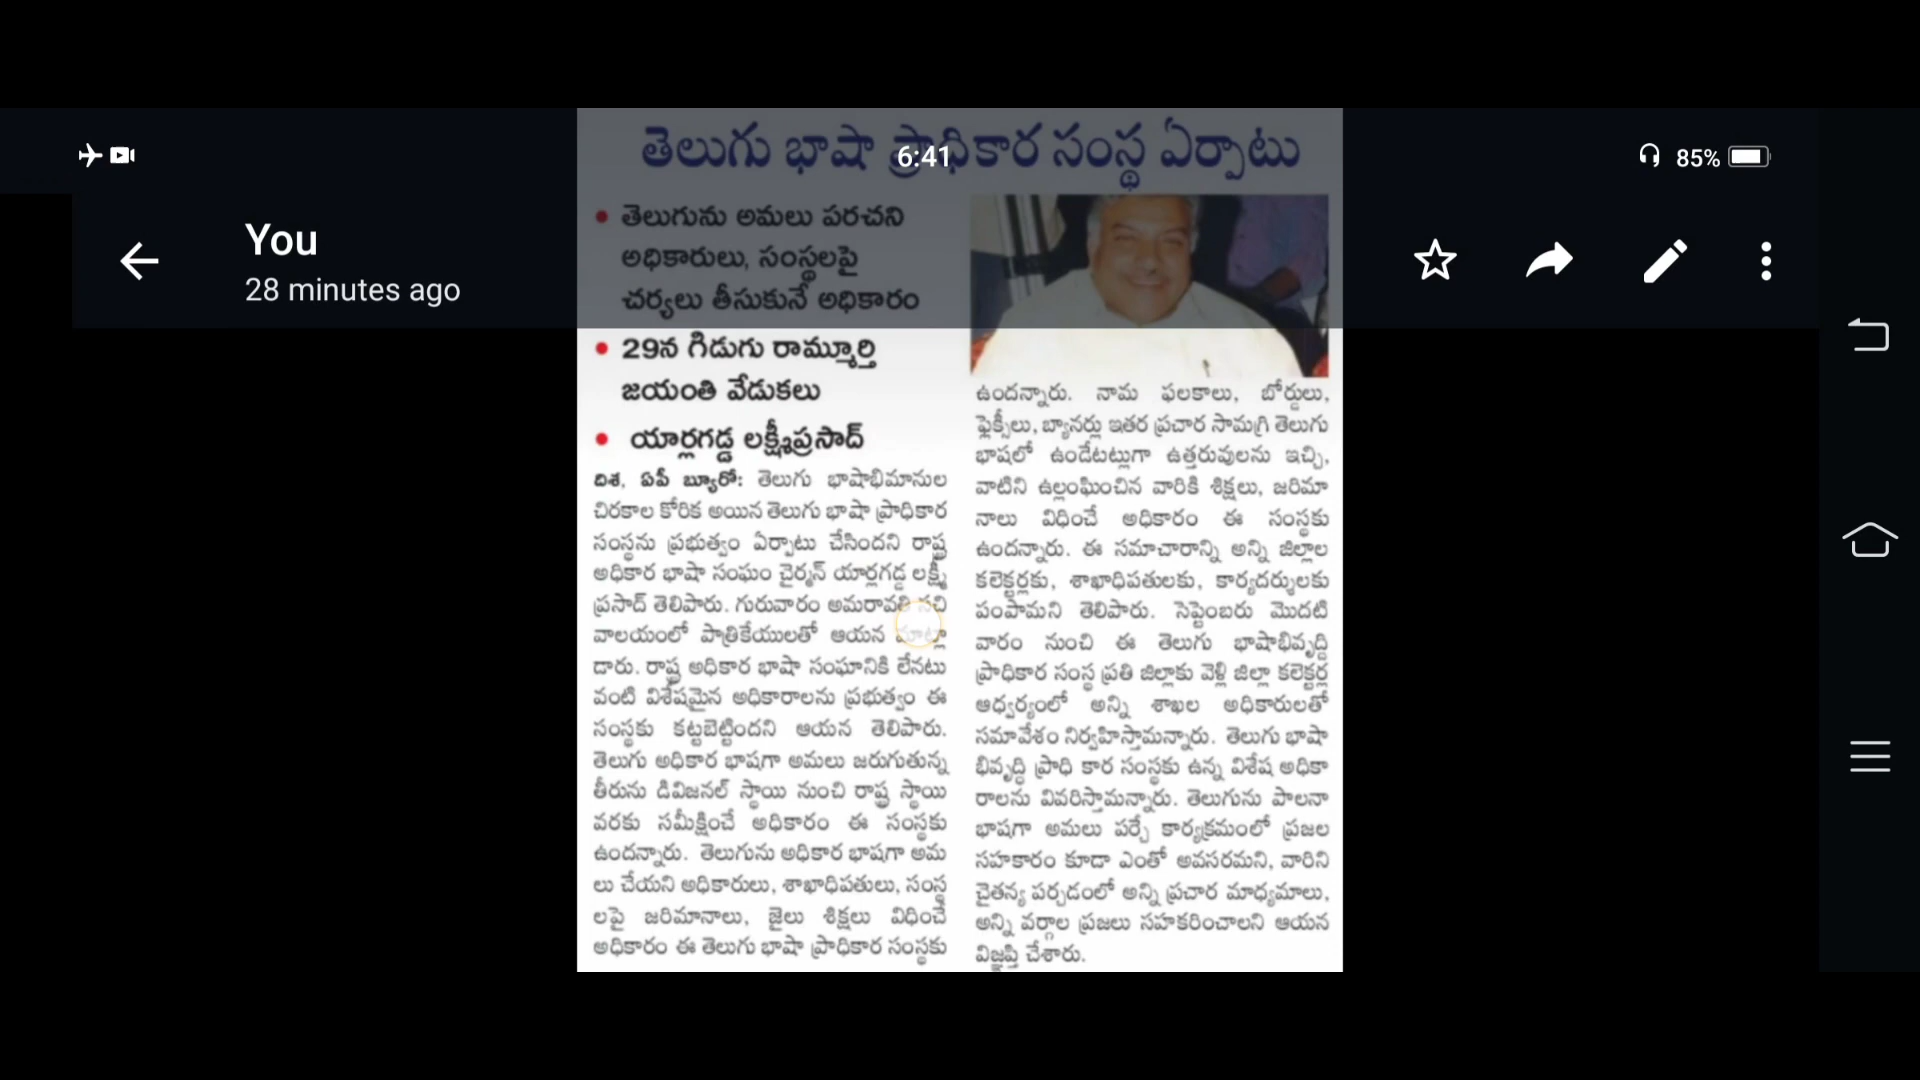 తెలుగు భాషా ప్రాధికార సంస్థ ఏర్పాటు
6:41
85%
You
28 minutes ago
• తెలుగును అమలు పరచని
అధికారులు, సంస్థలపై
చర్యలు తీసుకునే అధికారం
• 29న గిడుగు రామ్మూర్తి
జయంతి వేడుకలు
• యార్లగడ్డ లక్ష్మీప్రసాద్
దిశ, ఏపీ బ్యూరో: తెలుగు భాషాభిమానుల
చిరకాల కోరిక అయిన తెలుగు భాషా ప్రాధికార
సంస్థను ప్రభుత్వం ఏర్పాటు చేసిందని రాష్ట్ర
అధికార భాషా సంఘం చైర్మన్ యార్లగడ్డ లక్ష్మీ
ప్రసాద్ తెలిపారు. గురువారం అమరావతి సచి
వాలయంలో పాత్రికేయులతో ఆయన మాట్లా
డారు. రాష్ట్ర అధికార భాషా సంఘానికి లేనటు
వంటి విశేషమైన అధికారాలను ప్రభుత్వం ఈ
సంస్థకు కట్టబెట్టిందని ఆయన తెలిపారు.
తెలుగు అధికార భాషగా అమలు జరుగుతున్న
తీరును డివిజనల్ స్థాయి నుంచి రాష్ట్ర స్థాయి
వరకు సమీక్షించే అధికారం ఈ సంస్థకు
ఉందన్నారు. తెలుగును అధికార భాషగా అమ
లు చేయని అధికారులు, శాఖాధిపతులు, సంస్థ
లపై జరిమానాలు, జైలు శిక్షలు విధించే
అధికారం ఈ తెలుగు భాషా ప్రాధికార సంస్థకు
ఉందన్నారు. నామ ఫలకాలు, బోర్డులు,
ఫ్లెక్సీలు, బ్యానర్లు ఇతర ప్రచార సామగ్రి తెలుగు
భాషలో ఉండేటట్లుగా ఉత్తరువులను ఇచ్చి,
వాటిని ఉల్లంఘించిన వారికి శిక్షలు, జరిమా
నాలు విధించే అధికారం ఈ సంస్థకు
ఉందన్నారు. ఈ సమాచారాన్ని అన్ని జిల్లాల
కలెక్టర్లకు, శాఖాధిపతులకు, కార్యదర్శులకు
పంపామని తెలిపారు. సెప్టెంబరు మొదటి
వారం నుంచి ఈ తెలుగు భాషాభివృద్ధి
ప్రాధికార సంస్థ ప్రతి జిల్లాకు వెళ్లి జిల్లా కలెక్టర్ల
ఆధ్వర్యంలో అన్ని శాఖల అధికారులతో
సమావేశం నిర్వహిస్తామన్నారు. తెలుగు భాషా
భివృద్ధి ప్రాధి కార సంస్థకు ఉన్న విశేష అధికా
రాలను వివరిస్తామన్నారు. తెలుగును పాలనా
భాషగా అమలు పర్చే కార్యక్రమంలో ప్రజల
సహకారం కూడా ఎంతో అవసరమని, వారిని
చైతన్య పర్చడంలో అన్ని ప్రచార మాధ్యమాలు,
అన్ని వర్గాల ప్రజలు సహకరించాలని ఆయన
విజ్ఞప్తి చేశారు.